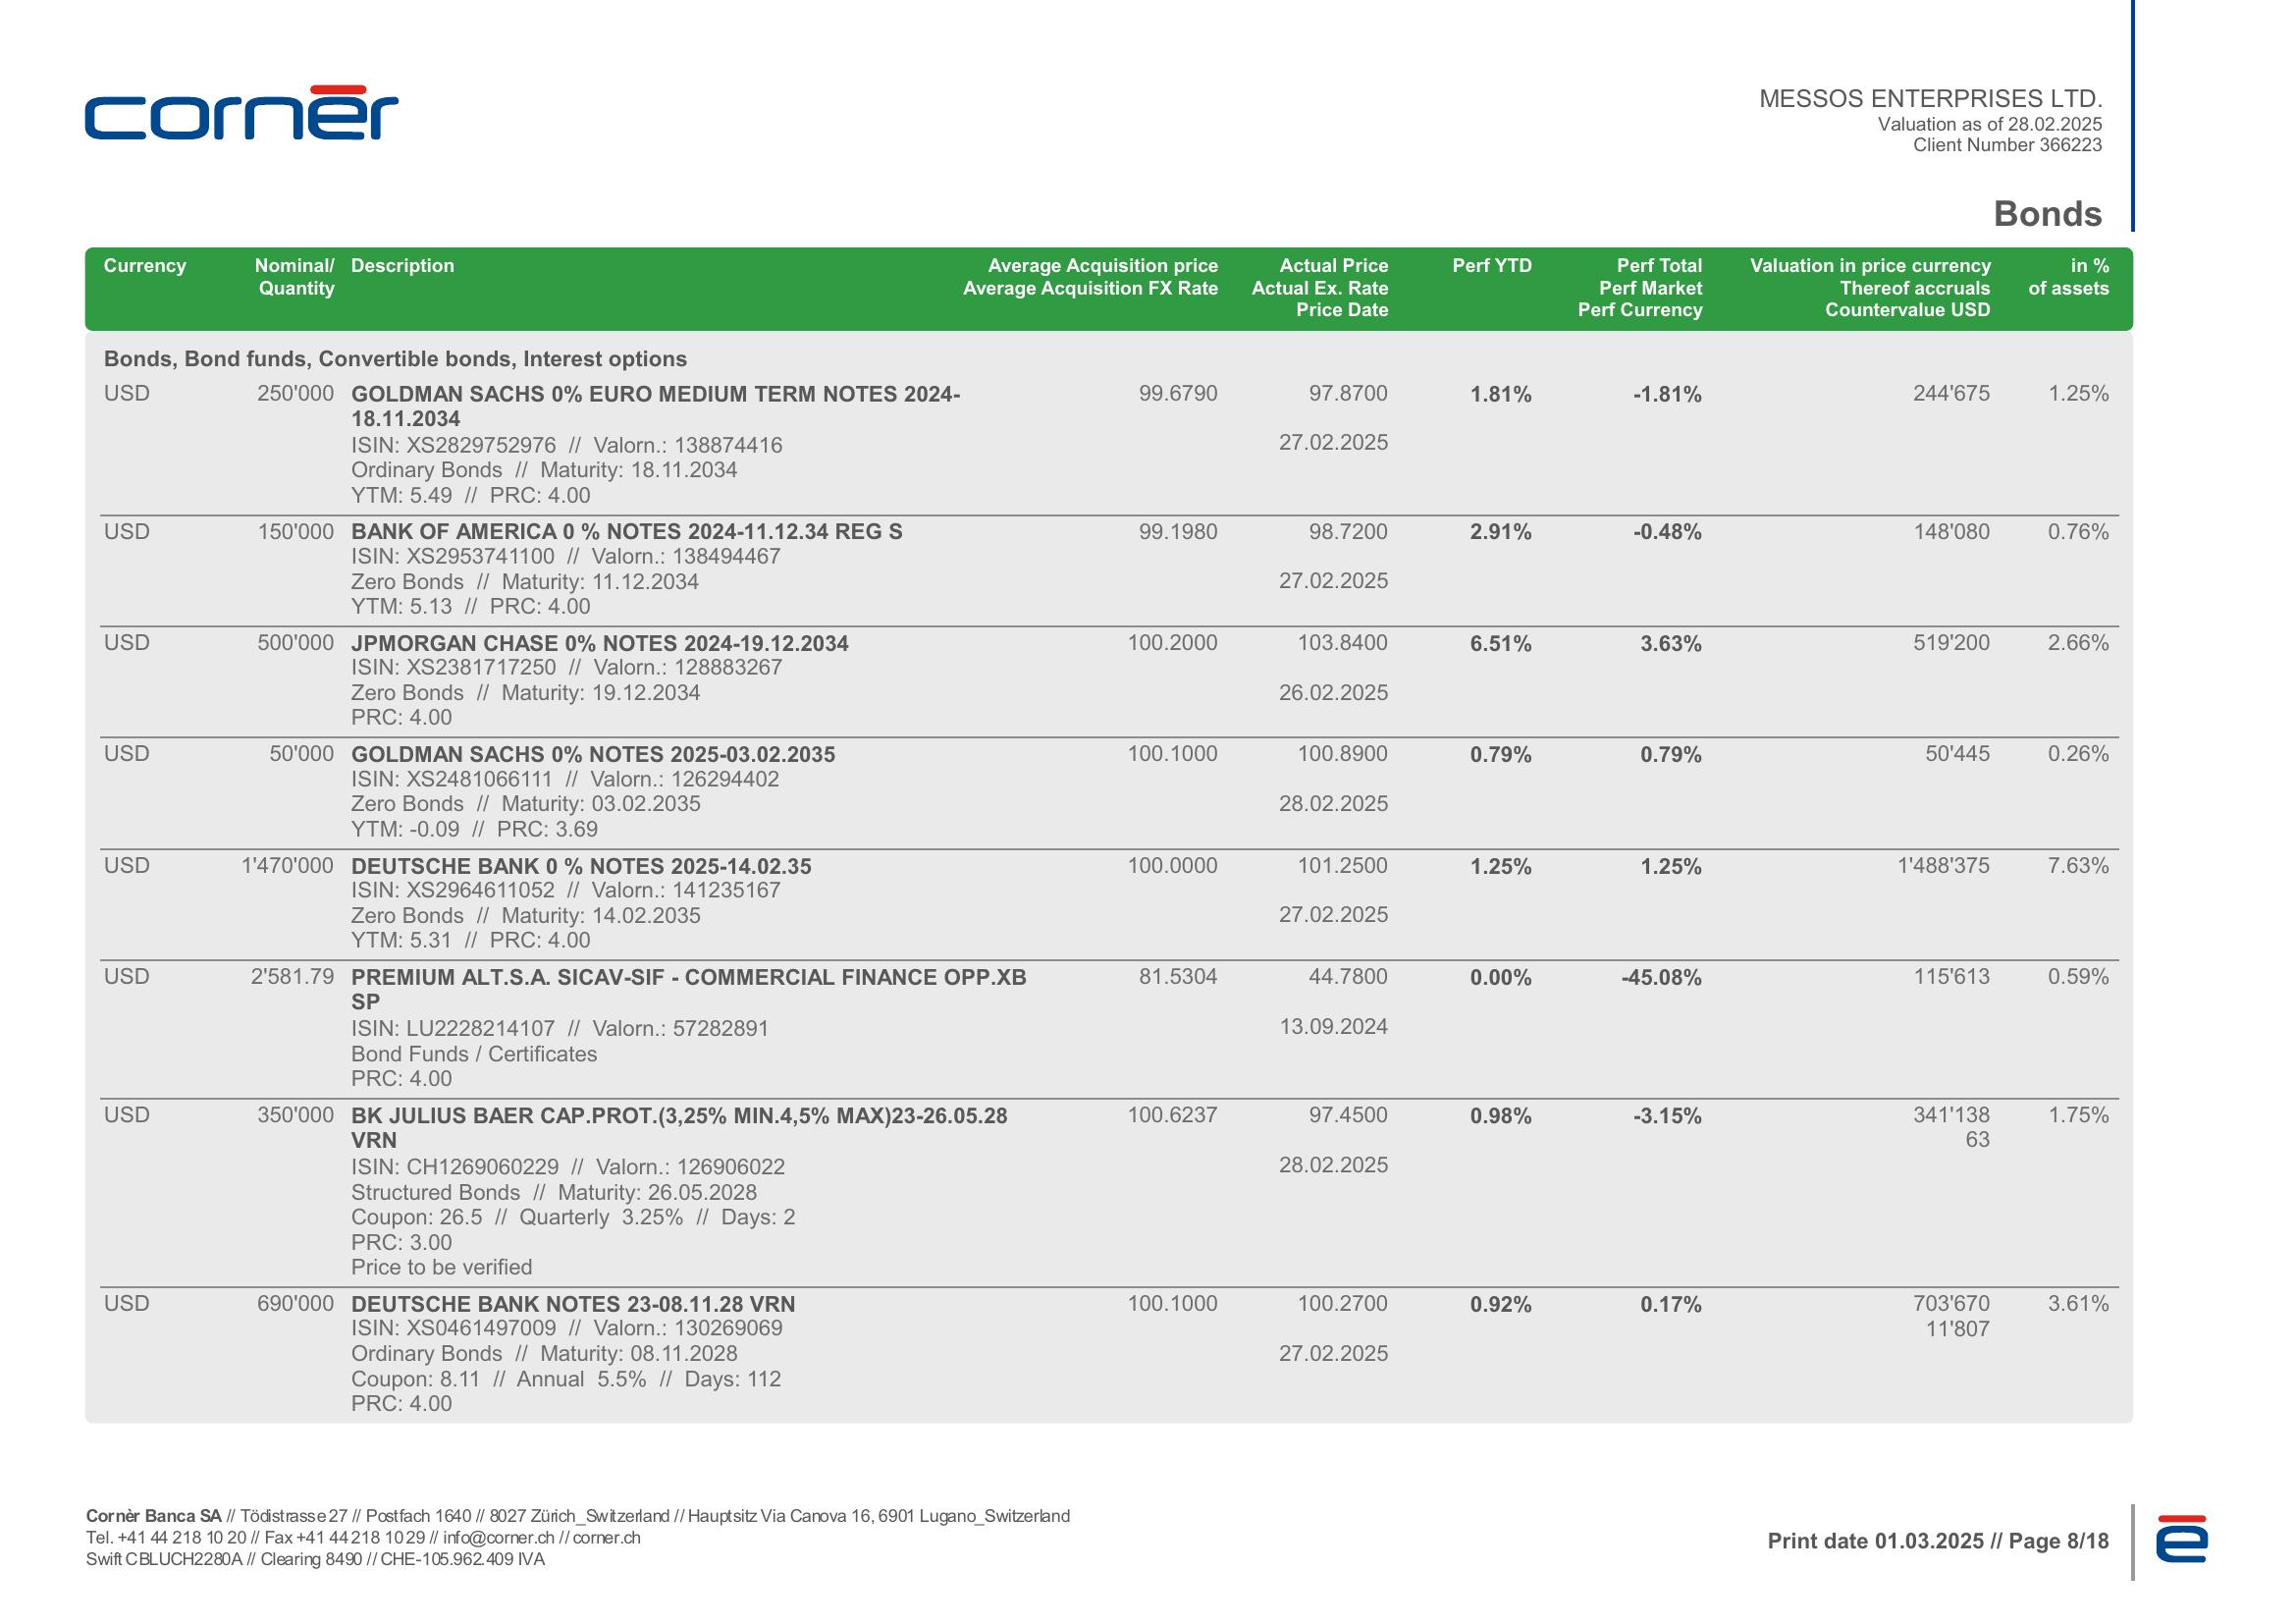 cornèr
MESSOS ENTERPRISES LTD.
Valuation as of 28.02.2025
Client Number 366223
Bonds
Currency Nominal/ Description Average Acquisition price Actual Price Perf YTD Perf Total Valuation in price currency in %
Quantity Average Acquisition FX Rate Actual Ex. Rate Perf Market Thereof accruals of assets
Price Date Perf Currency Countervalue USD
Bonds, Bond funds, Convertible bonds, Interest options
USD 250'000 GOLDMAN SACHS 0% EURO MEDIUM TERM NOTES 2024- 99.6790 97.8700 1.81% -1.81% 244'675 1.25%
18.11.2034
ISIN: XS2829752976 // Valorn.: 138874416 27.02.2025
Ordinary Bonds // Maturity: 18.11.2034
YTM: 5.49 // PRC: 4.00
USD 150'000 BANK OF AMERICA 0 % NOTES 2024-11.12.34 REG S 99.1980 98.7200 2.91% -0.48% 148'080 0.76%
ISIN: XS2953741100 // Valorn.: 138494467
Zero Bonds // Maturity: 11.12.2034 27.02.2025
YTM: 5.13 // PRC: 4.00
USD 500'000 JPMORGAN CHASE 0% NOTES 2024-19.12.2034 100.2000 103.8400 6.51% 3.63% 519'200 2.66%
ISIN: XS2381717250 // Valorn.: 128883267
Zero Bonds // Maturity: 19.12.2034 26.02.2025
PRC: 4.00
USD 50'000 GOLDMAN SACHS 0% NOTES 2025-03.02.2035 100.1000 100.8900 0.79% 0.79% 50'445 0.26%
ISIN: XS2481066111 // Valorn.: 126294402
Zero Bonds // Maturity: 03.02.2035 28.02.2025
YTM: -0.09 // PRC: 3.69
USD 1'470'000 DEUTSCHE BANK 0 % NOTES 2025-14.02.35 100.0000 101.2500 1.25% 1.25% 1'488'375 7.63%
ISIN: XS2964611052 // Valorn.: 141235167
Zero Bonds // Maturity: 14.02.2035 27.02.2025
YTM: 5.31 // PRC: 4.00
USD 2'581.79 PREMIUM ALT.S.A. SICAV-SIF - COMMERCIAL FINANCE OPP.XB 81.5304 44.7800 0.00% -45.08% 115'613 0.59%
SP
ISIN: LU2228214107 // Valorn.: 57282891 13.09.2024
Bond Funds / Certificates
PRC: 4.00
USD 350'000 BK JULIUS BAER CAP.PROT.(3,25% MIN.4,5% MAX)23-26.05.28 100.6237 97.4500 0.98% -3.15% 341'138 1.75%
VRN 63
ISIN: CH1269060229 // Valorn.: 126906022 28.02.2025
Structured Bonds // Maturity: 26.05.2028
Coupon: 26.5 // Quarterly 3.25% // Days: 2
PRC: 3.00
Price to be verified
USD 690'000 DEUTSCHE BANK NOTES 23-08.11.28 VRN 100.1000 100.2700 0.92% 0.17% 703'670 3.61%
ISIN: XS0461497009 // Valorn.: 130269069 11'807
Ordinary Bonds // Maturity: 08.11.2028 27.02.2025
Coupon: 8.11 // Annual 5.5% // Days: 112
PRC: 4.00
Cornèr Banca SA // Tödistrasse 27 // Postfach 1640 // 8027 Zürich_Switzerland // Hauptsitz Via Canova 16, 6901 Lugano_Switzerland
Tel. +41 44 218 10 20 // Fax +41 44 218 10 29 // info@corner.ch // corner.ch
Swift CBLUCH2280A // Clearing 8490 // CHE-105.962.409 IVA
Print date 01.03.2025 // Page 8/18